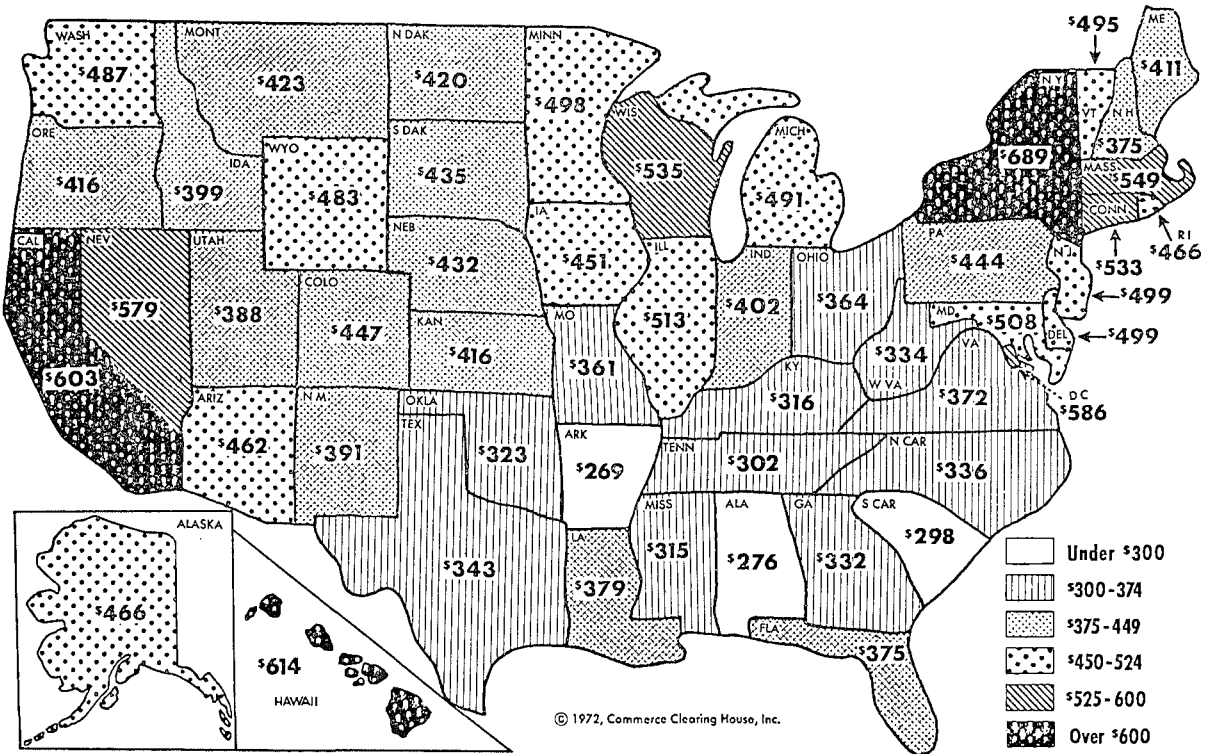 WASH
$487
ORE
$416
CAL
$603
NEV
$579
IDA
$399
MONT
$423
WYO
$483
UTAH
$388
COLO
$447
ARIZ
$462
N M
$391
N DAK
$420
S DAK
$435
NEB
$432
KAN
$416
OKLA
$323
TEX
$343
MINN
$498
IA
$451
MO
$361
ARK
$269
LA
$379
WIS
$535
ILL
$513
MICH
$491
IND
$402
OHIO
$364
KY
$316
TENN
$302
MISS
$315
ALA
$276
GA
$332
FLA
$375
S CAR
$298
N CAR
$336
VA
$372
W VA
$334
PA
$444
N Y
$689
$495
VT
N H
$375
ME
$411
MASS
$549
CONN
$533
RI
$466
N J
$499
DEL
$499
MD
$508
DC
$586
ALASKA
$466
$614
HAWAII
© 1972, Commerce Clearing House, Inc.
Under $300
$300-374
$375-449
$450-524
$525-600
Over $600